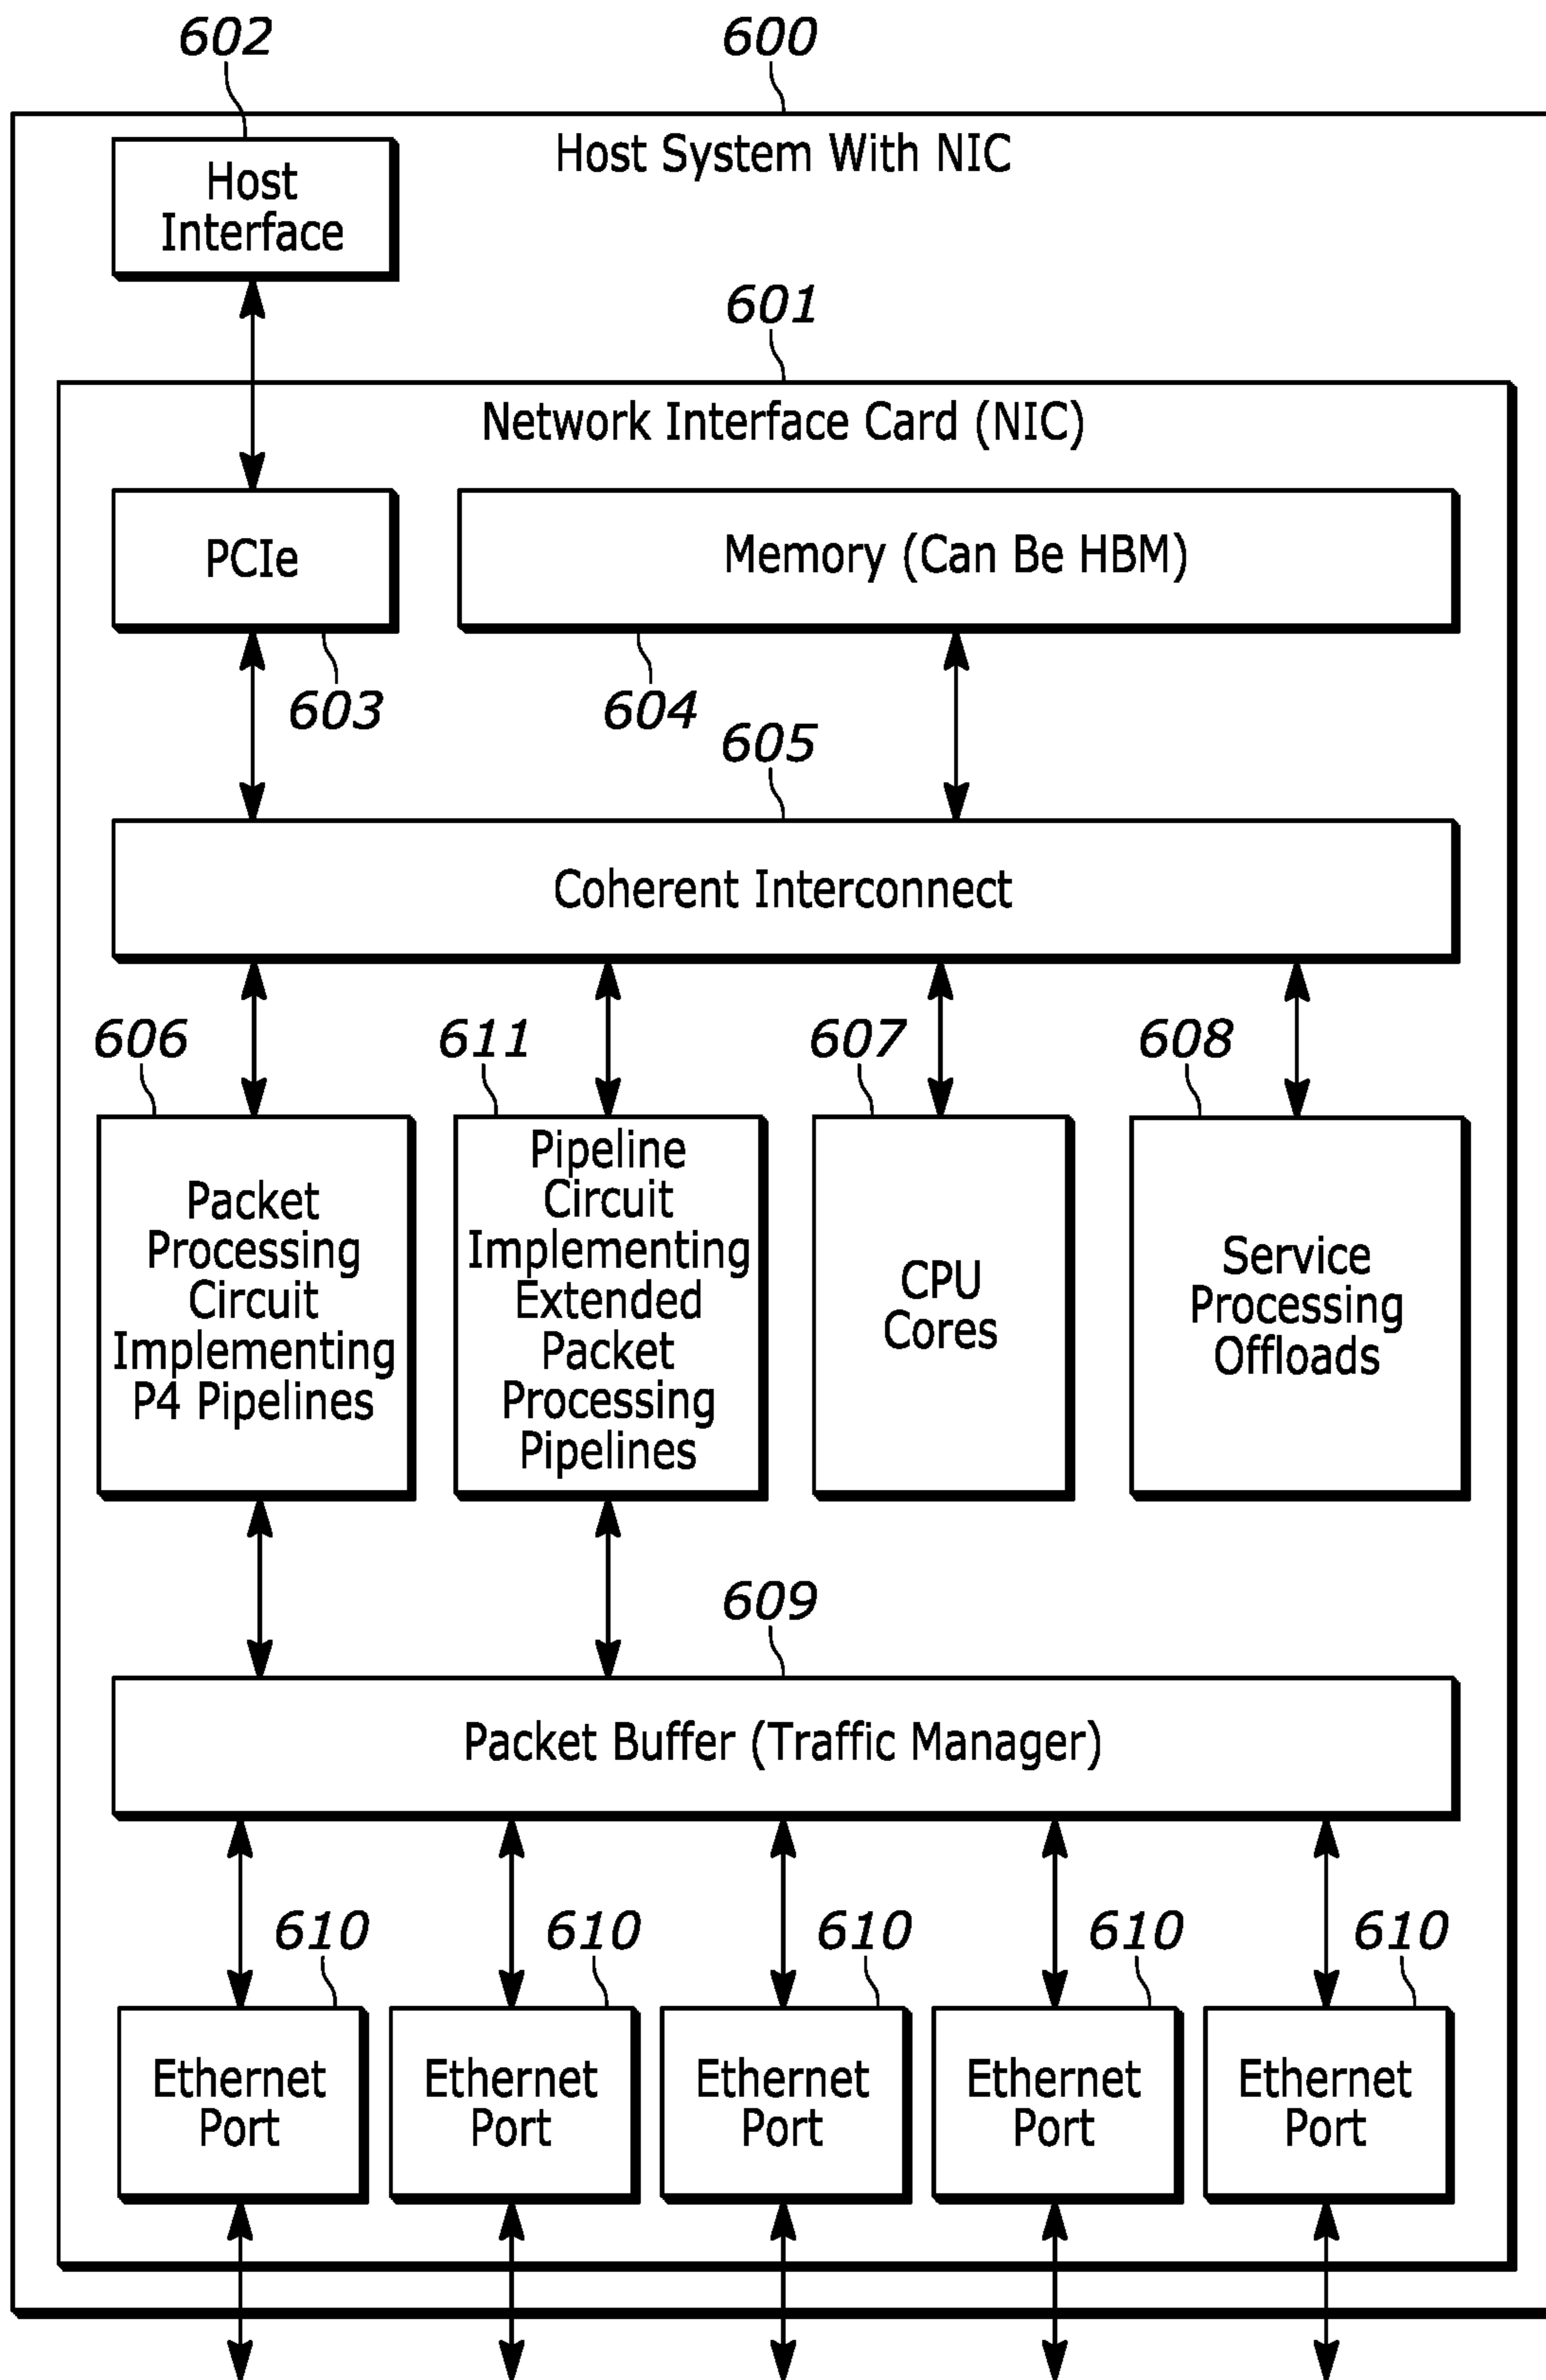 602
600
Host System With NIC
Host
Interface
601
Network Interface Card (NIC)
PCIe
Memory (Can Be HBM)
603
604
605
Coherent Interconnect
606
611
607
608
Packet
Processing
Circuit
Implementing
P4 Pipelines
Pipeline
Circuit
Implementing
Extended
Packet
Processing
Pipelines
CPU
Cores
Service
Processing
Offloads
609
Packet Buffer (Traffic Manager)
610
610
610
610
610
Ethernet
Port
Ethernet
Port
Ethernet
Port
Ethernet
Port
Ethernet
Port